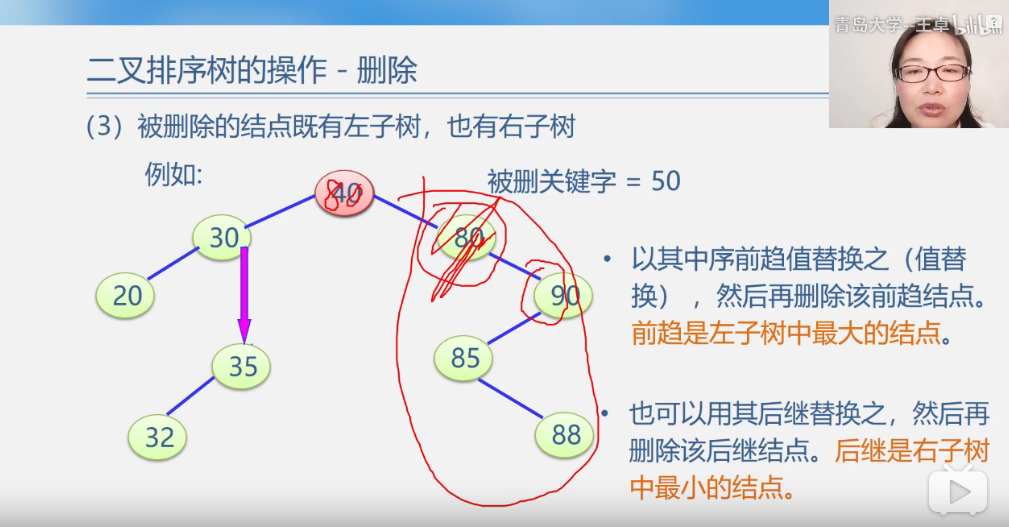 青岛大学-王卓 bilibili
二叉排序树的操作 - 删除
(3) 被删除的结点既有左子树，也有右子树
例如:
被删关键字 = 50
40
30
80
20
90
35
85
32
88
• 以其中序前趋值替换之（值替
换），然后再删除该前趋结点。
前趋是左子树中最大的结点。
• 也可以用其后继替换之，然后再
删除该后继结点。后继是右子树
中最小的结点。